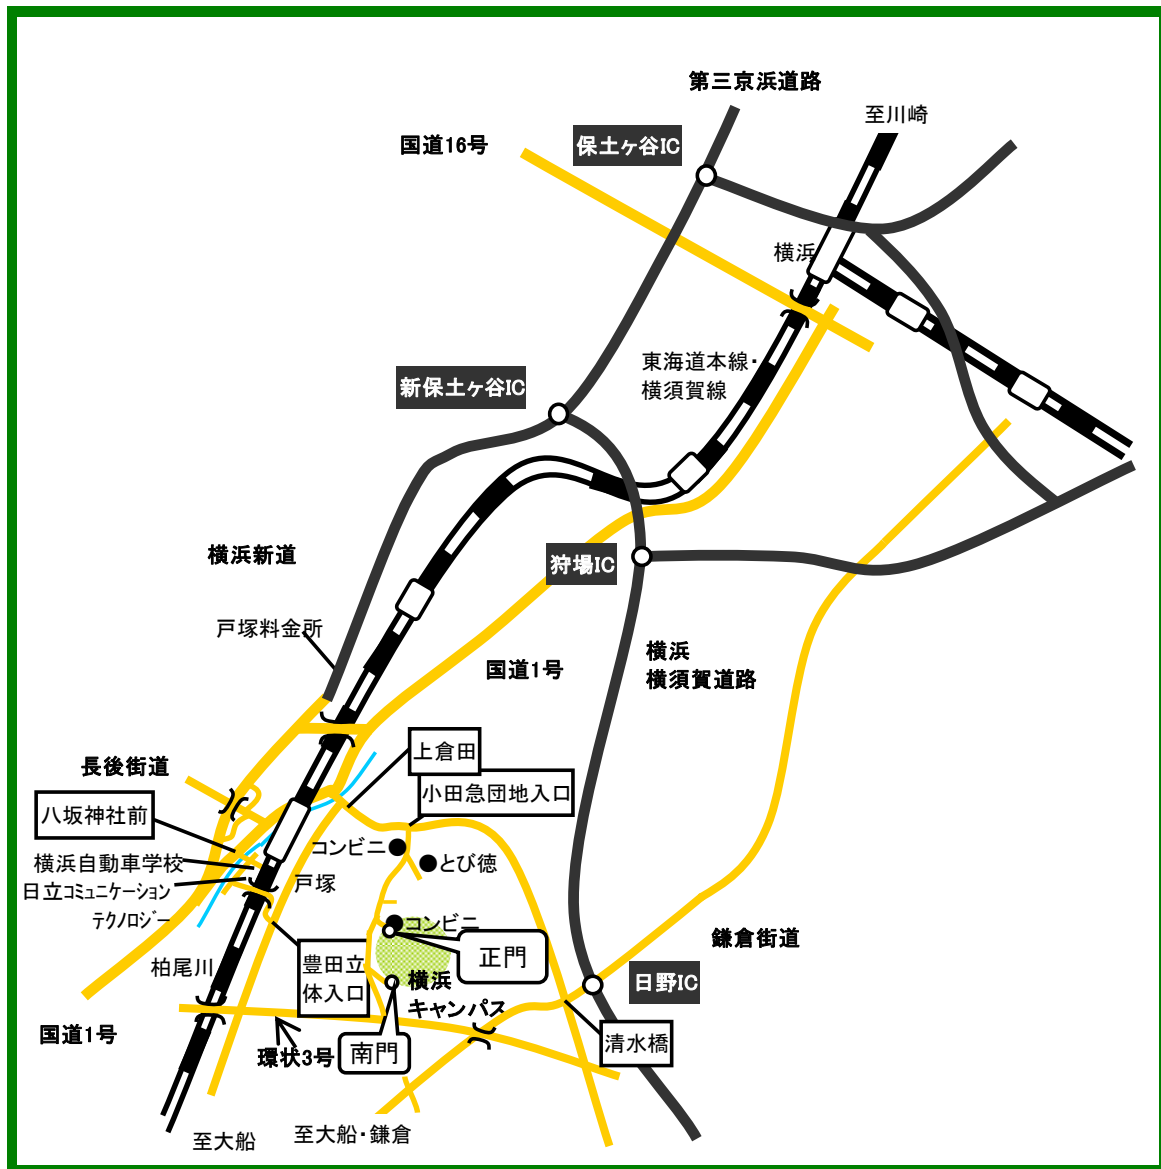 第三京浜道路
至川崎
国道16号
保土ヶ谷IC
横浜
東海道本線・
横須賀線
新保土ヶ谷IC
横浜新道
狩場IC
戸塚料金所
国道1号
横浜
横須賀道路
上倉田
長後街道
小田急団地入口
八坂神社前
コンビニ
とび徳
横浜自動車学校
戸塚
日立コミュニケーション
テクノロジー
コンビニ
鎌倉街道
正門
柏尾川
豊田立
体入口
横浜
キャンパス
日野IC
国道1号
環状3号
南門
清水橋
至大船
至大船・鎌倉